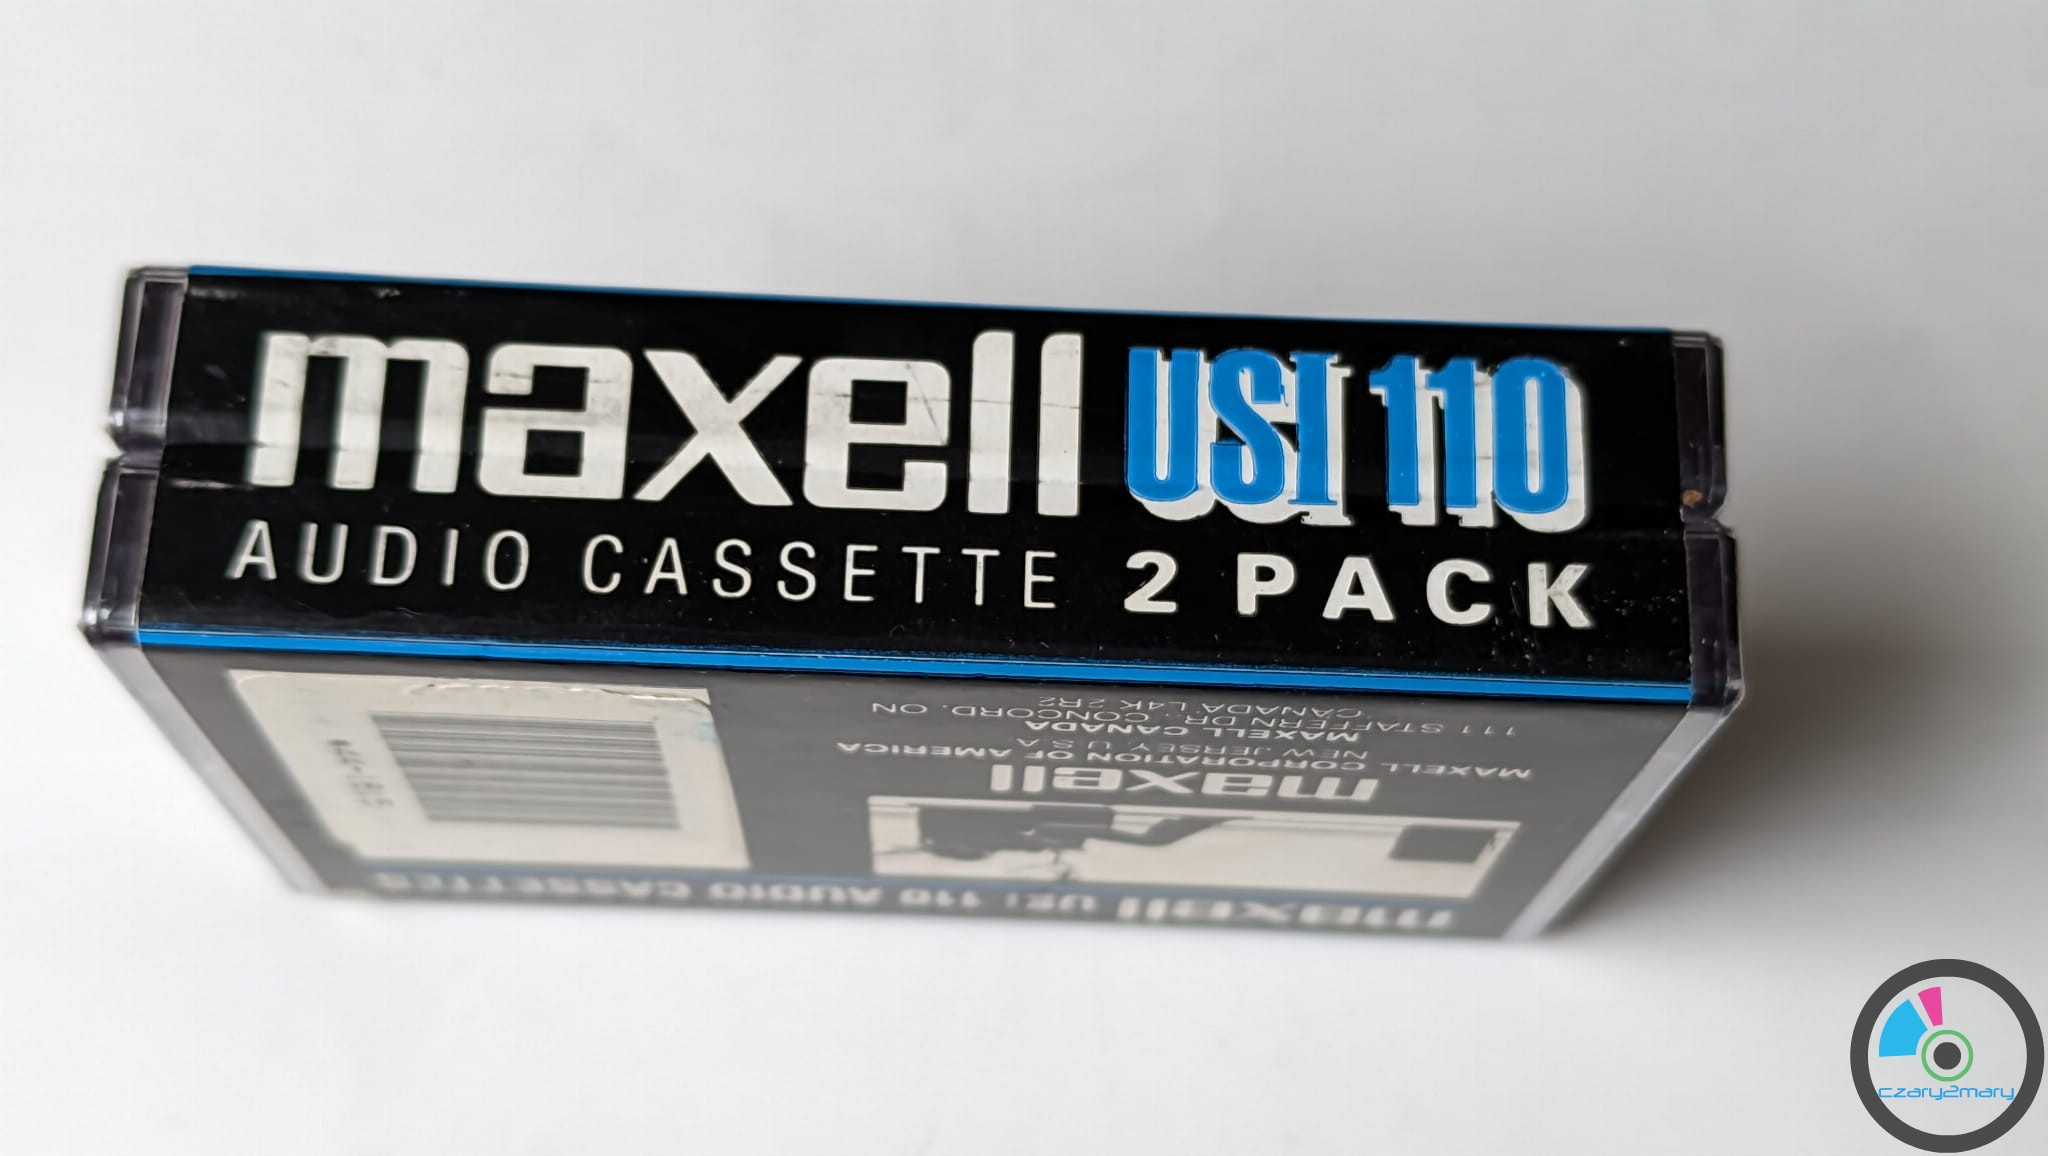 maxell USI 110
AUDIO CASSETTE 2 PACK
maxell US: 110 AUDIO CASSETTES
maxell
MAXELL CORPORATION OF AMERICA
NEW JERSEY, U.S.A.
MAXELL CANADA
111 STAFFERN DR., CONCORD, ON
CANADA L4K 2R2
czary2mary